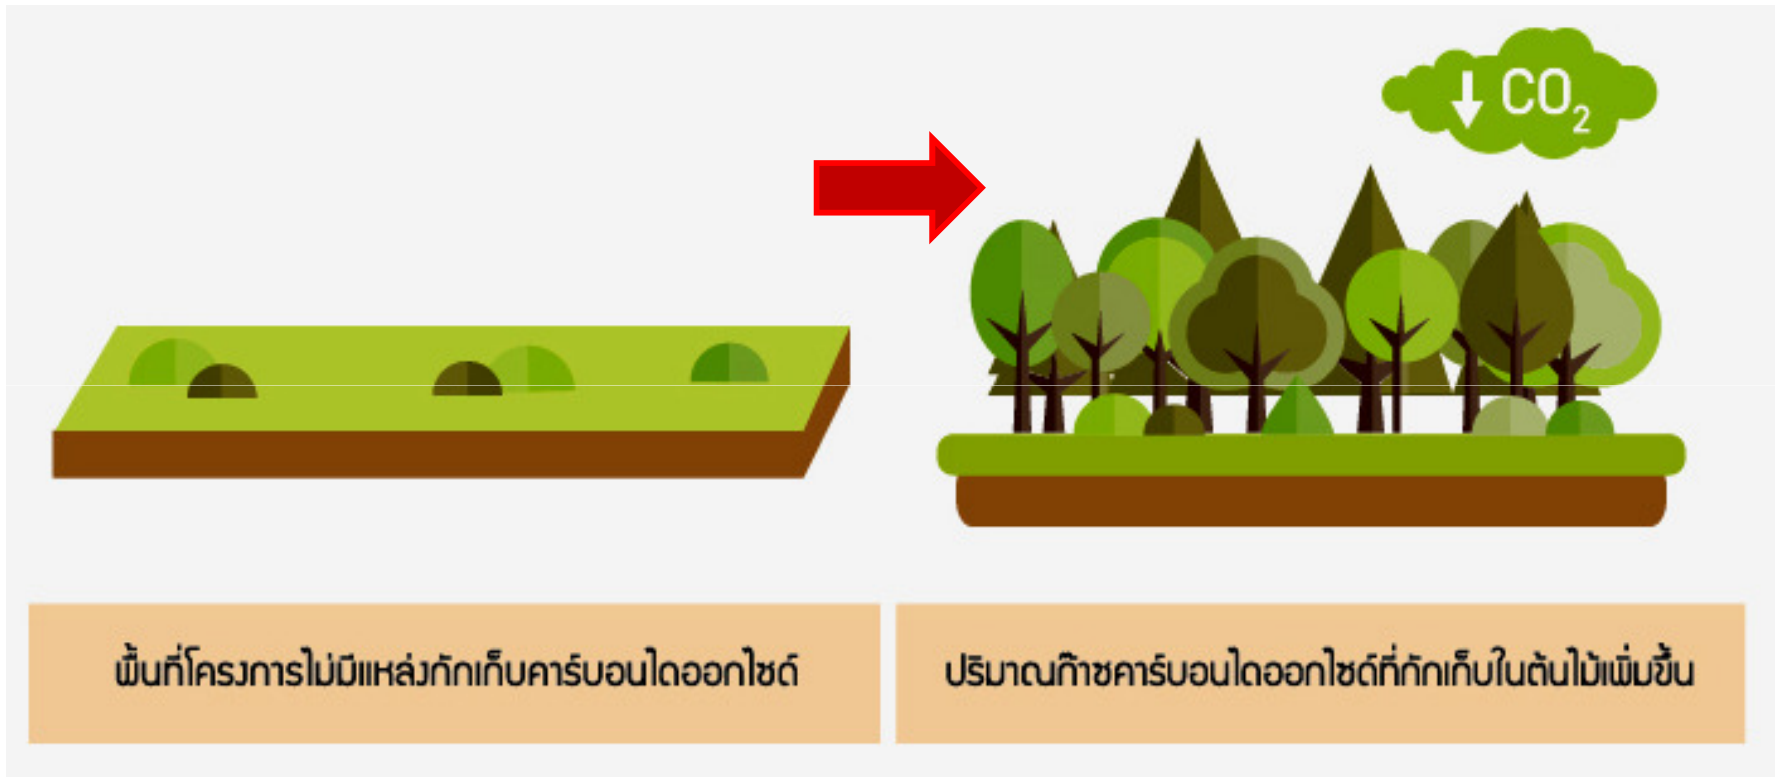 ↓ CO₂
พื้นที่โครงการไม่มีแหล่งกักเก็บคาร์บอนไดออกไซด์
ปริมาณก๊าซคาร์บอนไดออกไซด์ที่กักเก็บในต้นไม้เพิ่มขึ้น